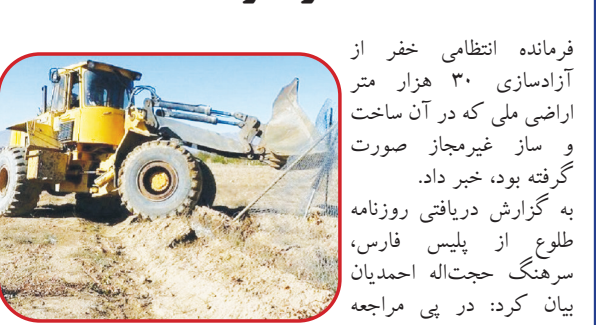 فرمانده انتظامی خفر از
آزادسازی ۳۰ هزار متر
اراضی ملی که در آن ساخت
و ساز غیرمجاز صورت
گرفته بود، خبر داد.
به گزارش دریافتی روزنامه
طلوع از پلیس فارس،
سرهنگ حجت‌اله احمدیان
بیان کرد: در پی مراجعه